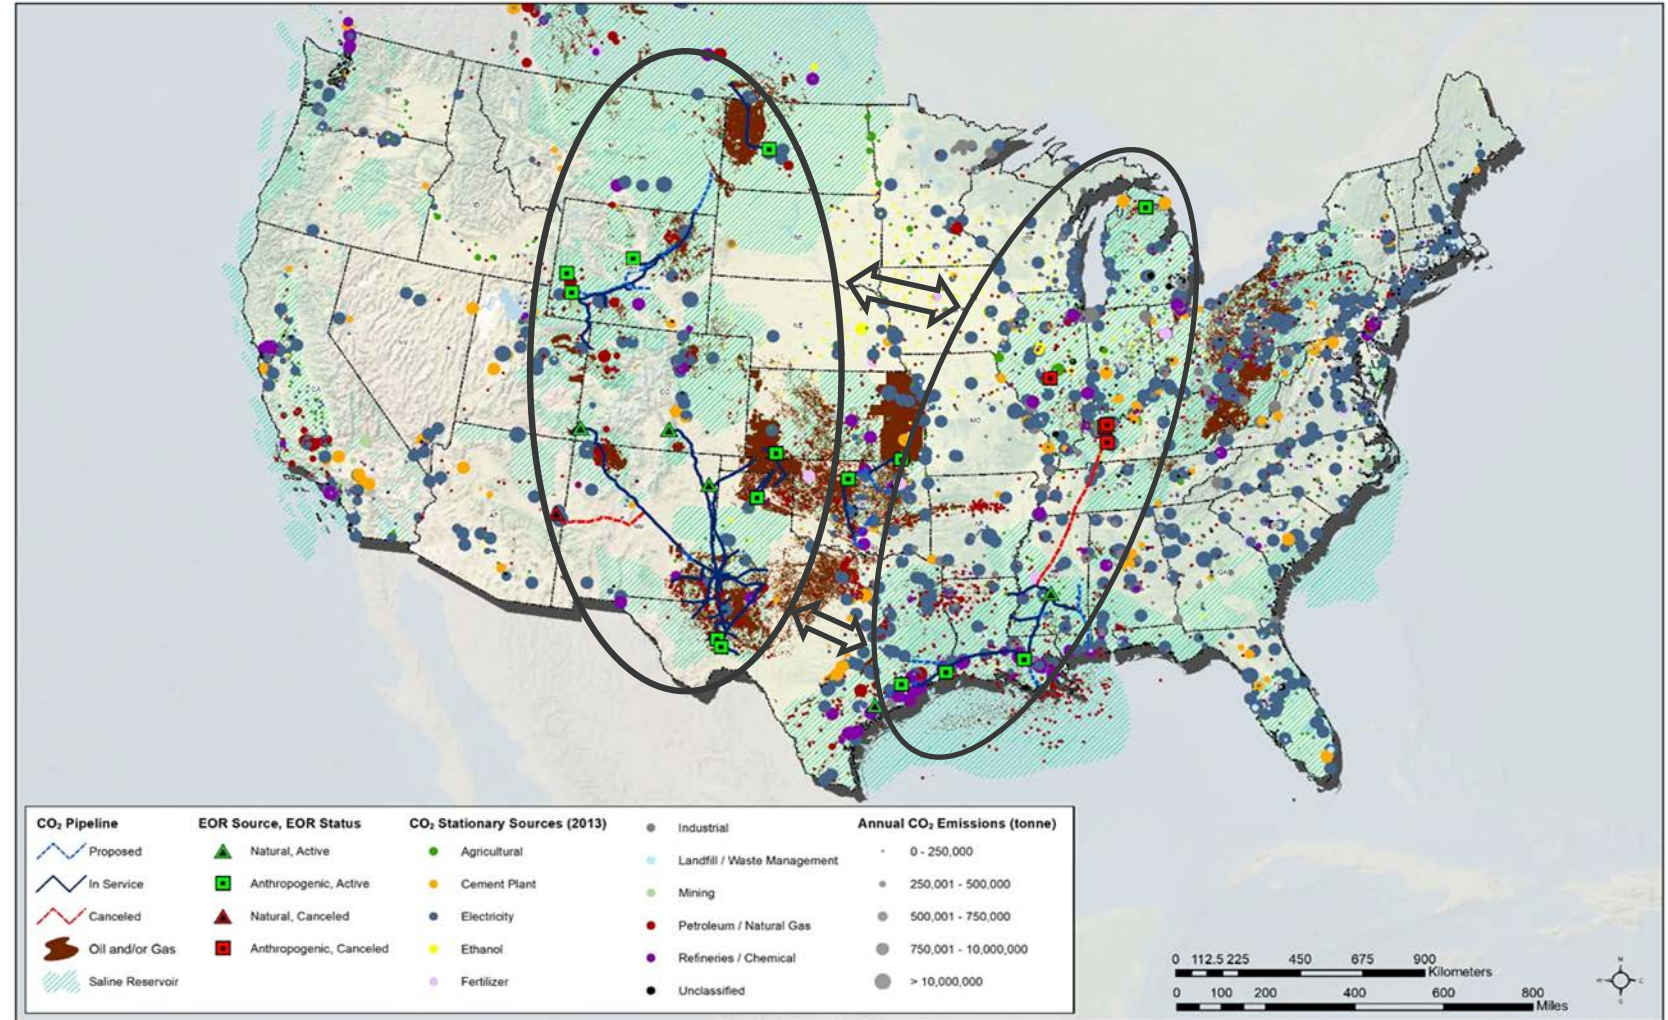 CO₂ Pipeline
Proposed
In Service
Canceled
Oil and/or Gas
Saline Reservoir
EOR Source, EOR Status
Natural, Active
Anthropogenic, Active
Natural, Canceled
Anthropogenic, Canceled
CO₂ Stationary Sources (2013)
Agricultural
Cement Plant
Electricity
Ethanol
Fertilizer
Industrial
Landfill / Waste Management
Mining
Petroleum / Natural Gas
Refineries / Chemical
Unclassified
Annual CO₂ Emissions (tonne)
0 - 250,000
250,001 - 500,000
500,001 - 750,000
750,001 - 10,000,000
> 10,000,000
0 112.5 225 450 675 900
Kilometers
0 100 200 400 600 800
Miles